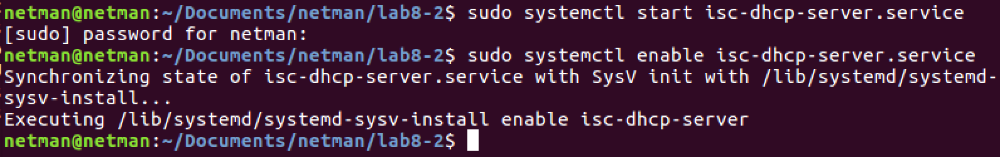 netman@netman:~/Documents/netman/lab8-2$ sudo systemctl start isc-dhcp-server.service
[sudo] password for netman:
netman@netman:~/Documents/netman/lab8-2$ sudo systemctl enable isc-dhcp-server.service
Synchronizing state of isc-dhcp-server.service with SysV init with /lib/systemd/systemd-
sysv-install...
Executing /lib/systemd/systemd-sysv-install enable isc-dhcp-server
netman@netman:~/Documents/netman/lab8-2$